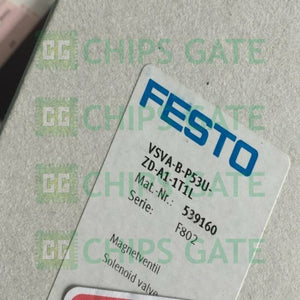 CHIPS GATE
FESTO
VSVA-B-P53U-
ZD-A1-1T1L
Mat.-Nr.: 539160
Serie: F802
Magnetventil
Solenoid valve
CHIPS GATE
CHIPS GATE
CHIPS GATE